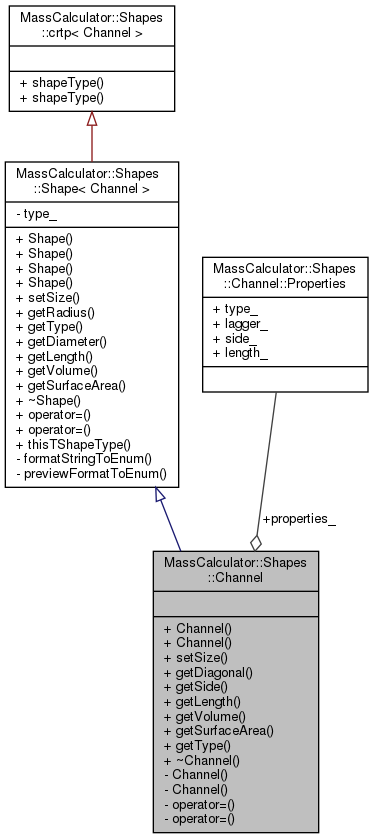 MassCalculator::Shapes
::crtp< Channel >
+ shapeType()
+ shapeType()
MassCalculator::Shapes
::Shape< Channel >
- type_
+ Shape()
+ Shape()
+ Shape()
+ Shape()
+ setSize()
+ getRadius()
+ getType()
+ getDiameter()
+ getLength()
+ getVolume()
+ getSurfaceArea()
+ ~Shape()
+ operator=()
+ operator=()
+ thisTShapeType()
- formatStringToEnum()
- previewFormatToEnum()
MassCalculator::Shapes
::Channel::Properties
+ type_
+ lagger_
+ side_
+ length_
+properties_
MassCalculator::Shapes
::Channel
+ Channel()
+ Channel()
+ setSize()
+ getDiagonal()
+ getSide()
+ getLength()
+ getVolume()
+ getSurfaceArea()
+ getType()
+ ~Channel()
- Channel()
- Channel()
- operator=()
- operator=()